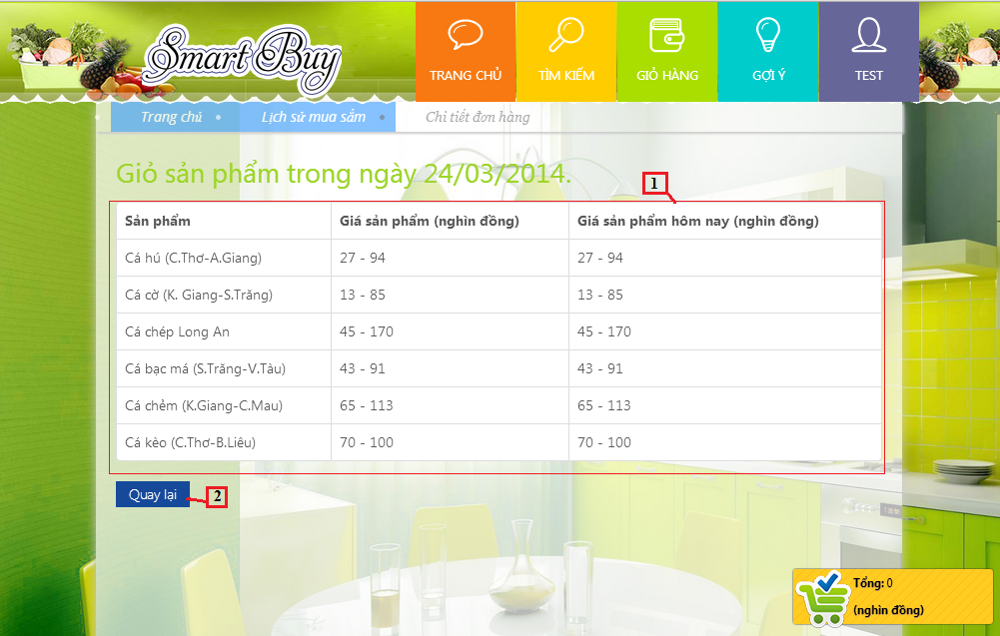 Smart Buy
TRANG CHỦ
TÌM KIẾM
GIỎ HÀNG
GỢI Ý
TEST
Trang chủ
Lịch sử mua sắm
Chi tiết đơn hàng
Giỏ sản phẩm trong ngày 24/03/2014.
1
Sản phẩm Giá sản phẩm (nghìn đồng) Giá sản phẩm hôm nay (nghìn đồng)
Cá hú (C.Thơ-A.Giang) 27 - 94 27 - 94
Cá cờ (K. Giang-S.Trăng) 13 - 85 13 - 85
Cá chép Long An 45 - 170 45 - 170
Cá bạc má (S.Trăng-V.Tàu) 43 - 91 43 - 91
Cá chẻm (K.Giang-C.Mau) 65 - 113 65 - 113
Cá kèo (C.Thơ-B.Liêu) 70 - 100 70 - 100
Quay lại
2
Tổng: 0
(nghìn đồng)